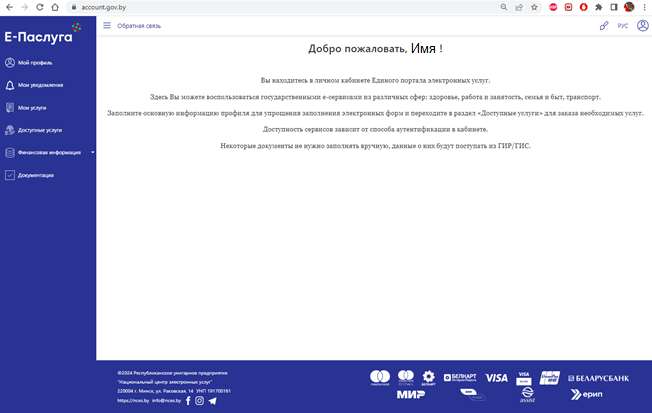 account.gov.by
Е-Паслуга
Обратная связь
РУС
Мой профиль
Мои уведомления
Мои услуги
Доступные услуги
Финансовая информация
Документация
Добро пожаловать, Имя !
Вы находитесь в личном кабинете Единого портала электронных услуг.
Здесь Вы можете воспользоваться государственными е-сервисами из различных сфер: здоровье, работа и занятость, семья и быт, транспорт.
Заполните основную информацию профиля для упрощения заполнения электронных форм и переходите в раздел «Доступные услуги» для заказа необходимых услуг.
Доступность сервисов зависит от способа аутентификации в кабинете.
Некоторые документы не нужно заполнять вручную, данные о них будут поступать из ГИР/ГИС.
©2024 Республиканское унитарное предприятие
"Национальный центр электронных услуг"
220004 г. Минск, ул. Раковская, 14 УНП 191700161
https://nces.by info@nces.by
mastercard
БЕЛКАРТ
БЕЛКАРТ
VISA
VISA
БЕЛАРУСБАНК
МИР
assist
ерип